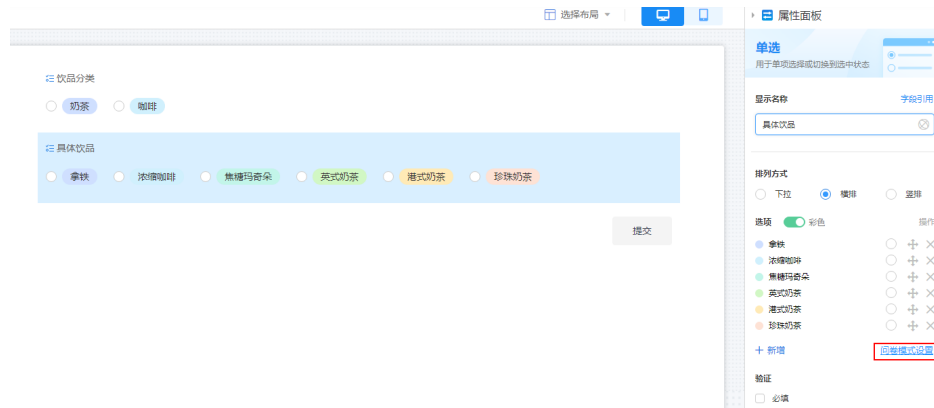 选择布局
属性面板
单选
用于单项选择或切换到选中状态
饮品分类
奶茶 咖啡
显示名称 字段引用
具体饮品
具体饮品
拿铁 浓缩咖啡 焦糖玛奇朵 英式奶茶 港式奶茶 珍珠奶茶
提交
排列方式
下拉 横排 竖排
选项 彩色 操作
拿铁
浓缩咖啡
焦糖玛奇朵
英式奶茶
港式奶茶
珍珠奶茶
+ 新增 问卷模式设置
验证
必填